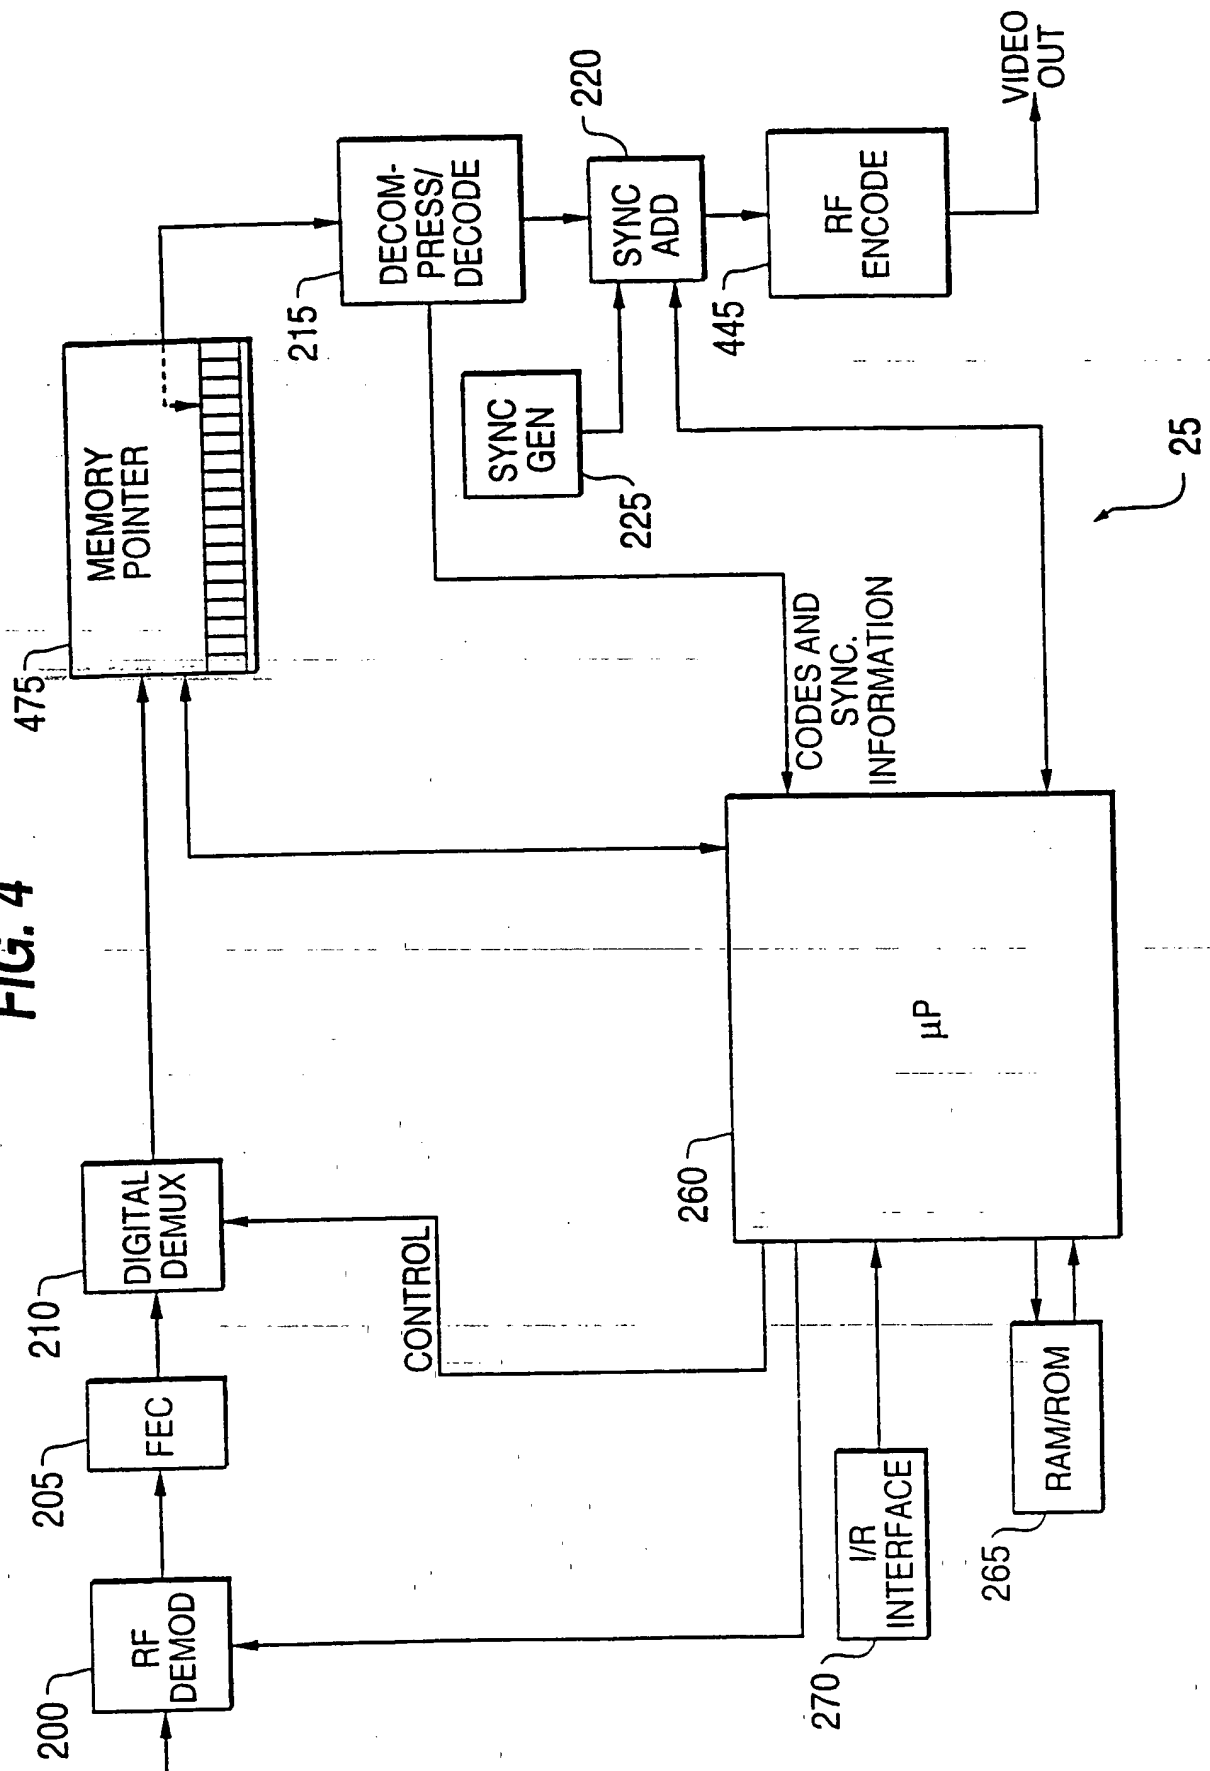 FIG. 4
200
RF
DEMOD
205
FEC
210
DIGITAL
DEMUX
475
MEMORY
POINTER
215
DECOM-
PRESS/
DECODE
220
SYNC
ADD
SYNC
GEN
225
445
RF
ENCODE
VIDEO
OUT
CONTROL
CODES AND
SYNC.
INFORMATION
260
µP
25
I/R
INTERFACE
270
RAM/ROM
265